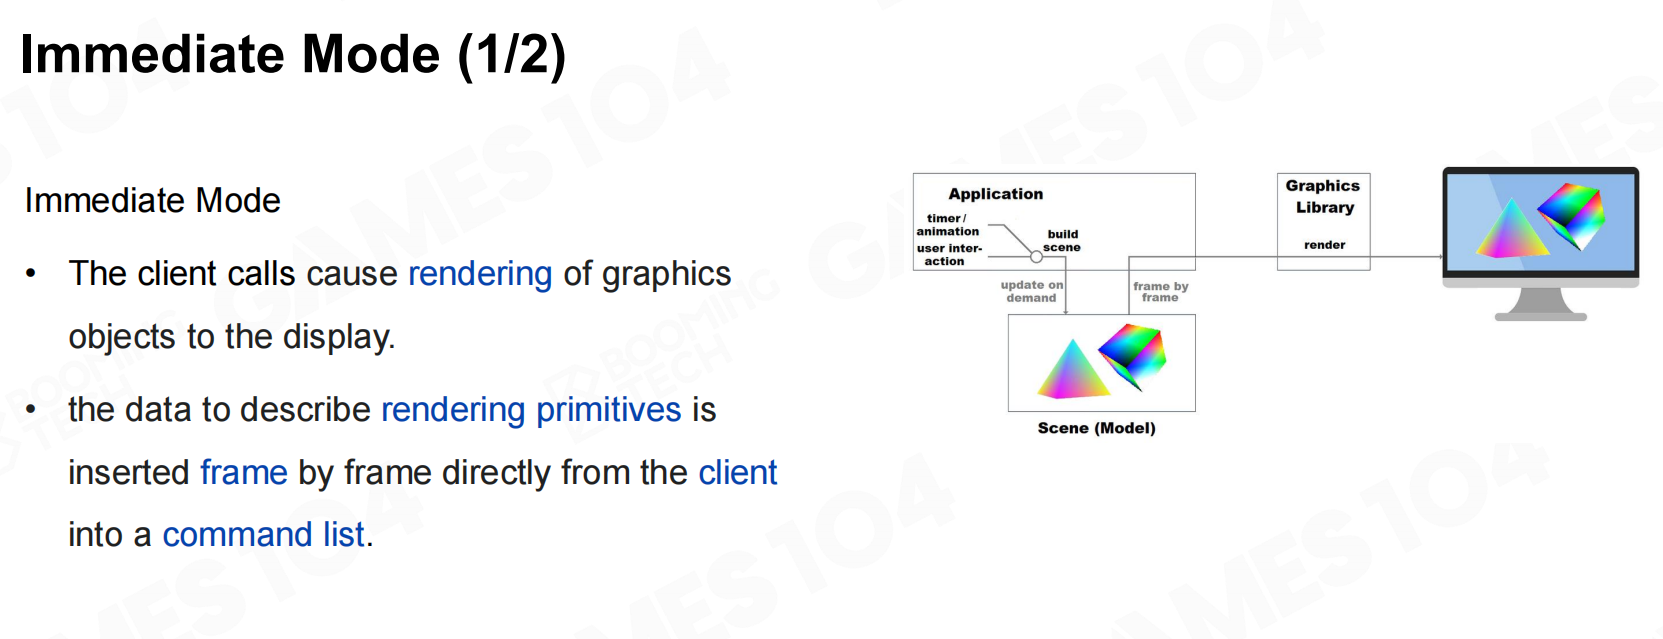 Immediate Mode (1/2)
Immediate Mode
• The client calls cause rendering of graphics
objects to the display.
• the data to describe rendering primitives is
inserted frame by frame directly from the client
into a command list.
Application
timer /
animation
user inter-
action
build
scene
update on
demand
frame by
frame
Scene (Model)
Graphics
Library
render
GAMES104
BOOMING
TECH